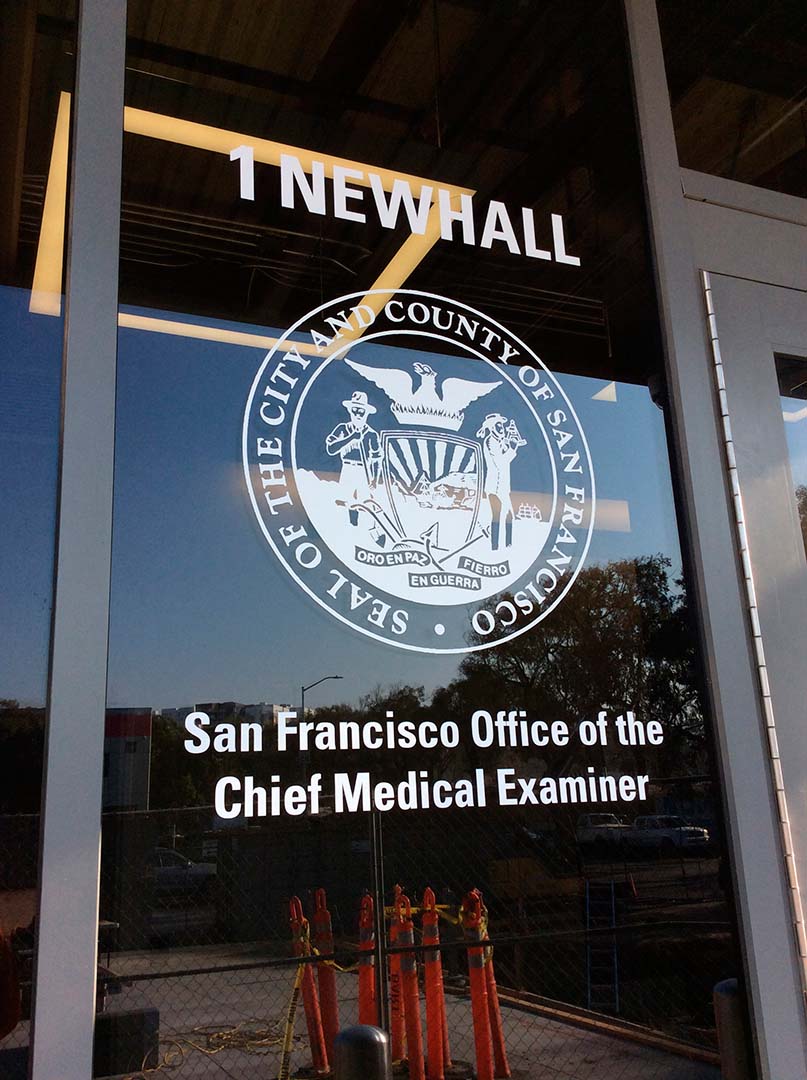 1 NEWHALL
SEAL OF THE CITY AND COUNTY OF SAN FRANCISCO
ORO EN PAZ
FIERRO
EN GUERRA
San Francisco Office of the
Chief Medical Examiner